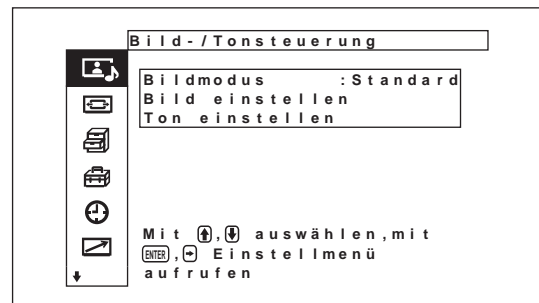 Bild-/Tonsteuerung
Bildmodus :Standard
Bild einstellen
Ton einstellen
Mit ↑,↓ auswählen,mit
ENTER,→ Einstellmenü
aufrufen